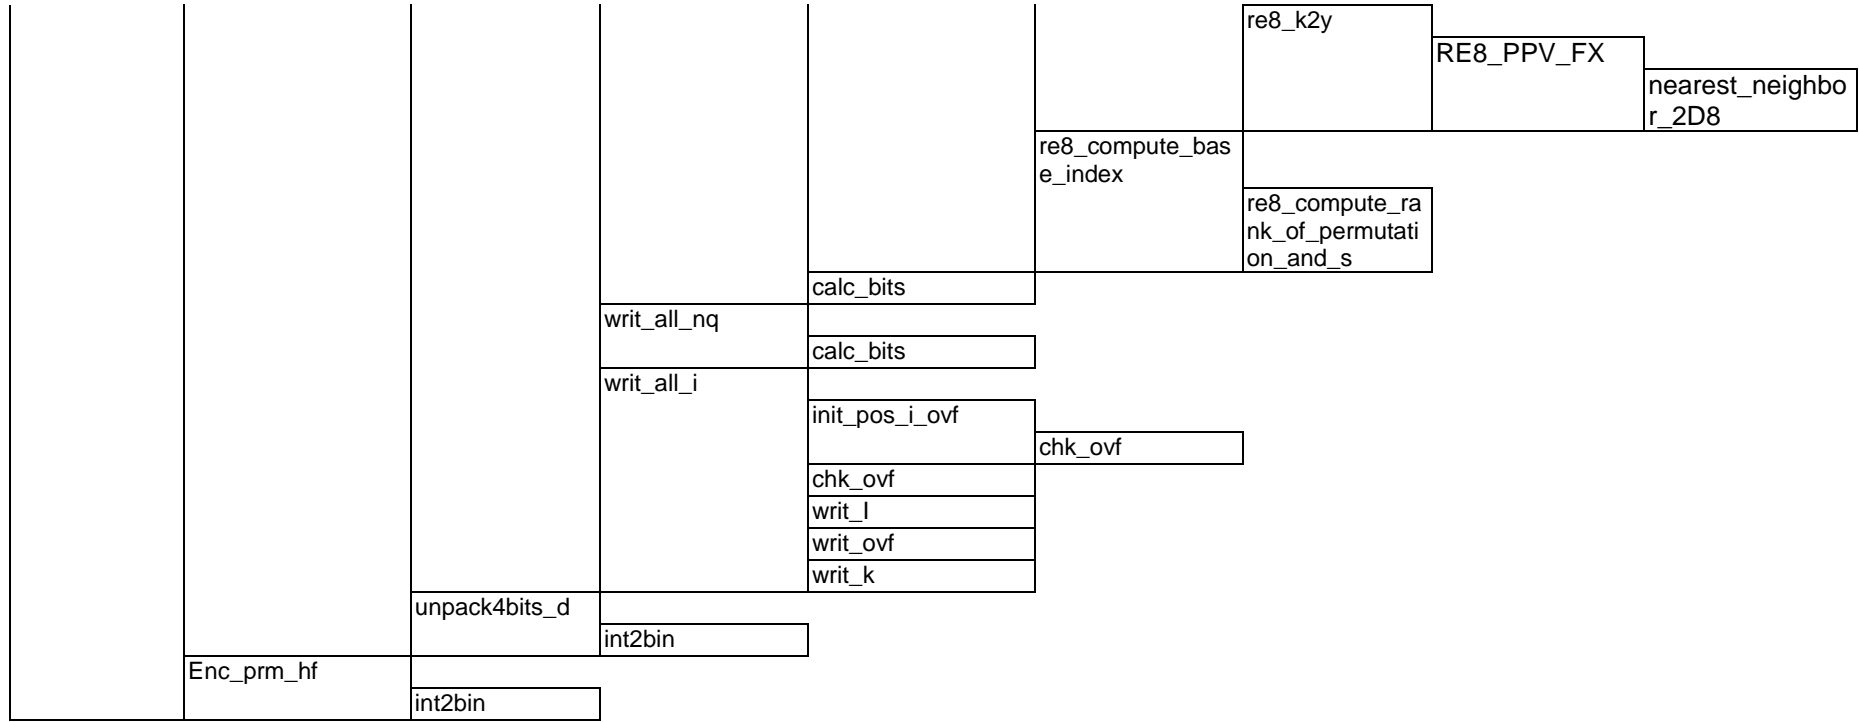 re8_k2y
RE8_PPV_FX
nearest_neighbo
r_2D8
re8_compute_bas
e_index
re8_compute_ra
nk_of_permutati
on_and_s
calc_bits
writ_all_nq
calc_bits
writ_all_i
init_pos_i_ovf
chk_ovf
chk_ovf
writ_I
writ_ovf
writ_k
unpack4bits_d
int2bin
Enc_prm_hf
int2bin